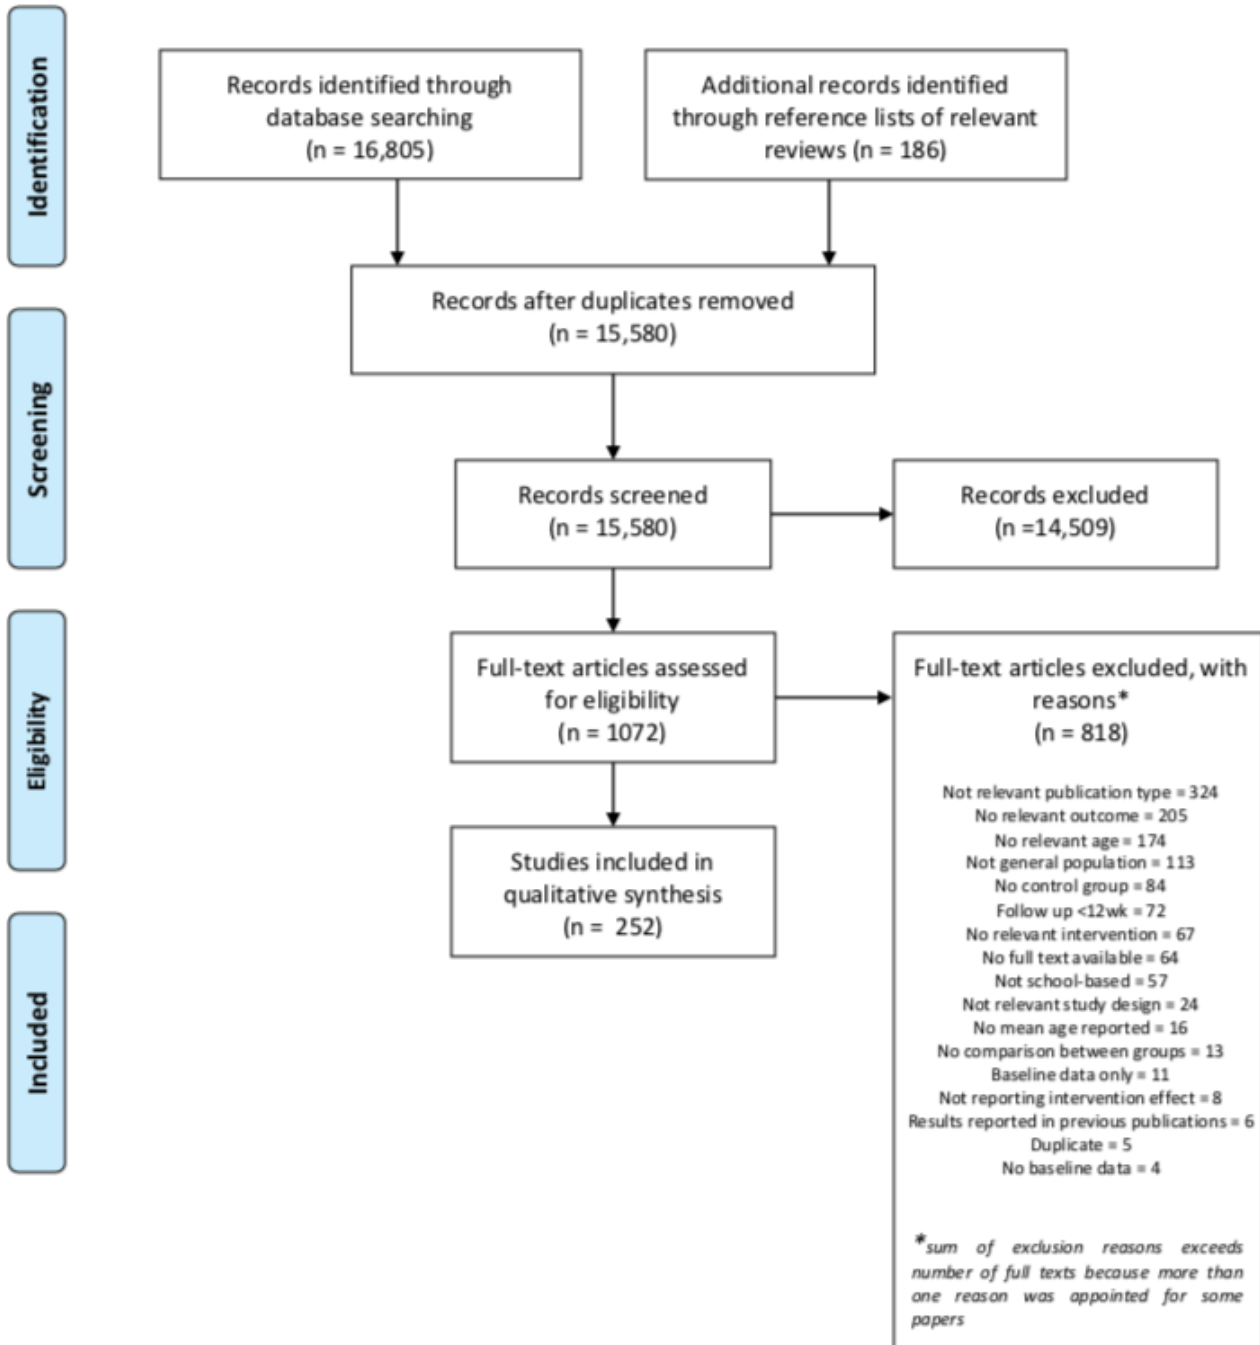 Identification
Records identified through
database searching
(n = 16,805)
Additional records identified
through reference lists of relevant
reviews (n = 186)
Records after duplicates removed
(n = 15,580)
Screening
Records screened
(n = 15,580)
Records excluded
(n =14,509)
Eligibility
Full-text articles assessed
for eligibility
(n = 1072)
Full-text articles excluded, with
reasons*
(n = 818)
Not relevant publication type = 324
No relevant outcome = 205
No relevant age = 174
Not general population = 113
No control group = 84
Follow up <12wk = 72
No relevant intervention = 67
No full text available = 64
Not school-based = 57
Not relevant study design = 24
No mean age reported = 16
No comparison between groups = 13
Baseline data only = 11
Not reporting intervention effect = 8
Results reported in previous publications = 6
Duplicate = 5
No baseline data = 4
*sum of exclusion reasons exceeds
number of full texts because more than
one reason was appointed for some
papers
Studies included in
qualitative synthesis
(n =  252)
Included